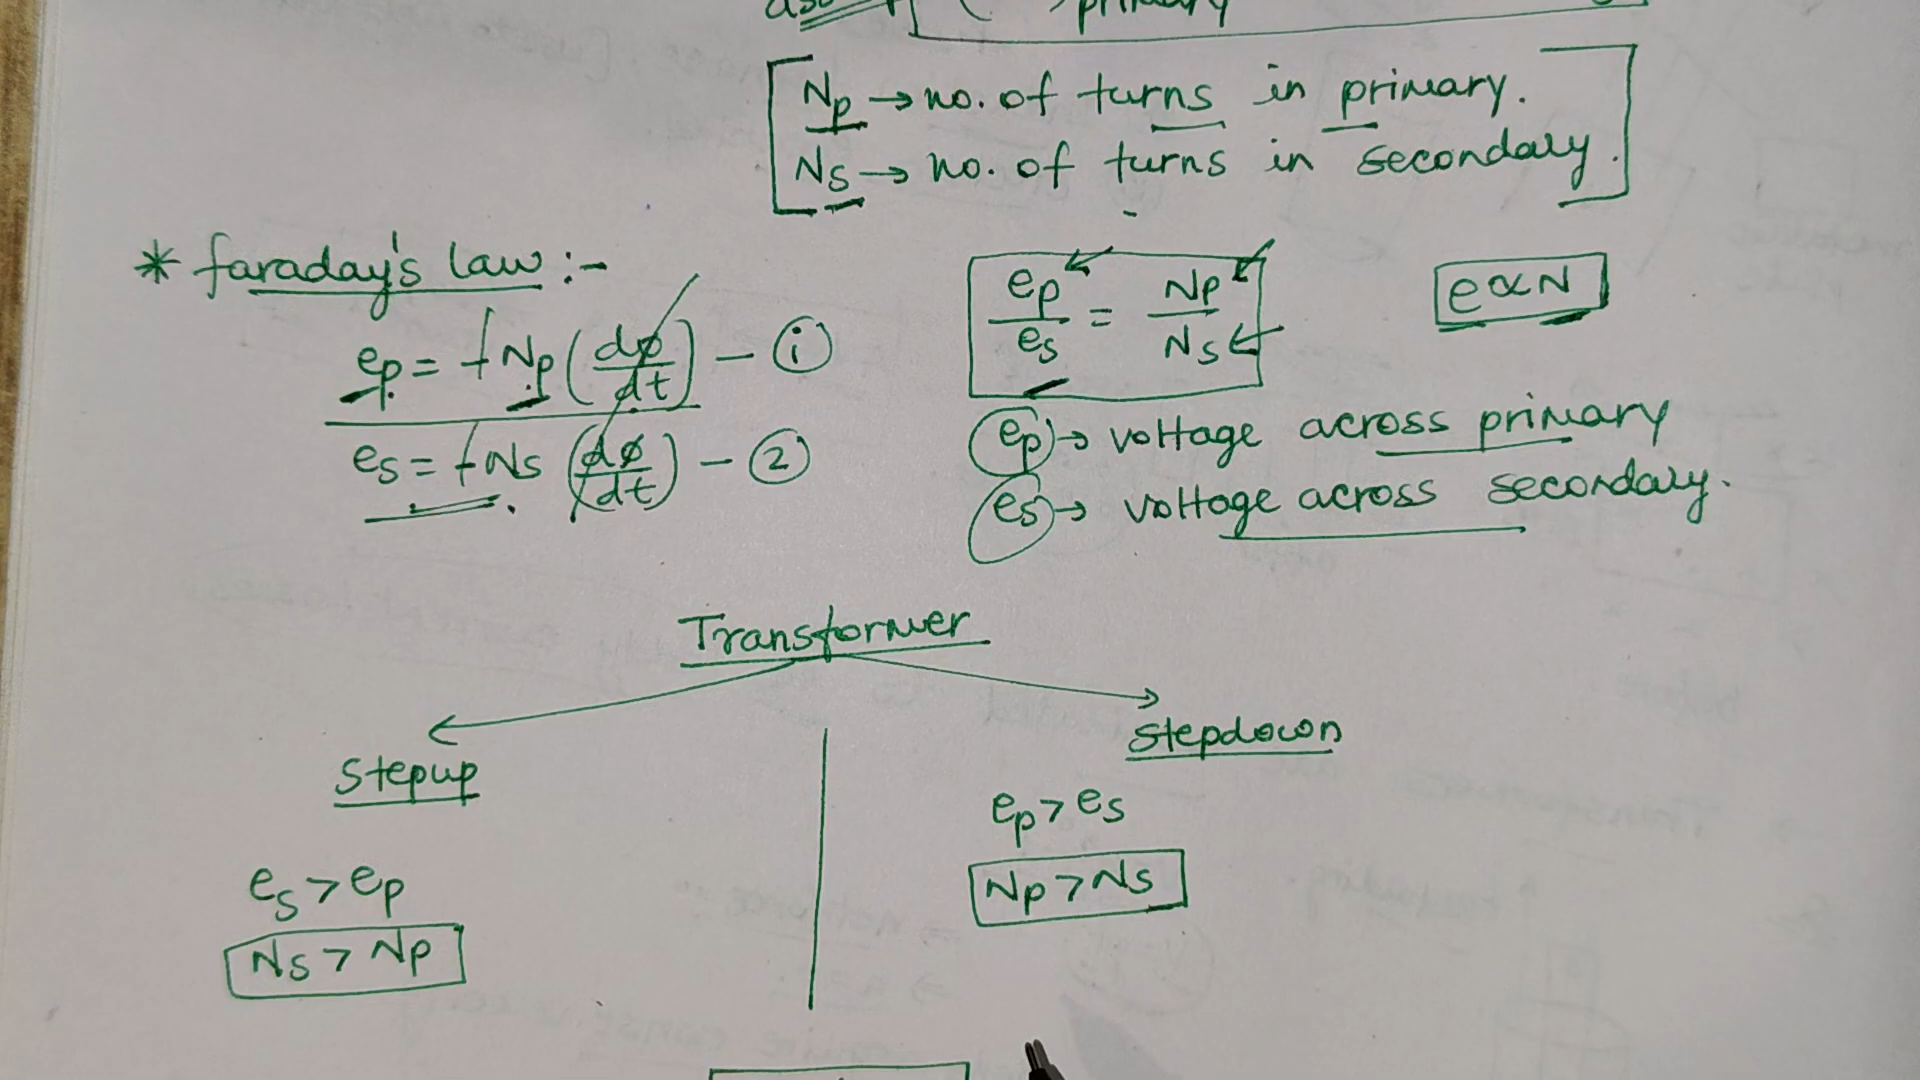 primary
Np → no. of turns in primary.
Ns → no. of turns in secondary.
* faraday's law :-
ep = - Np (dφ/dt) - ①
es = - Ns (dφ/dt) - ②
ep/es = Np/Ns
e ∝ N
ep → voltage across primary
es → voltage across secondary.
Transformer
Stepup
Stepdown
es > ep
Ns > Np
ep > es
Np > Ns